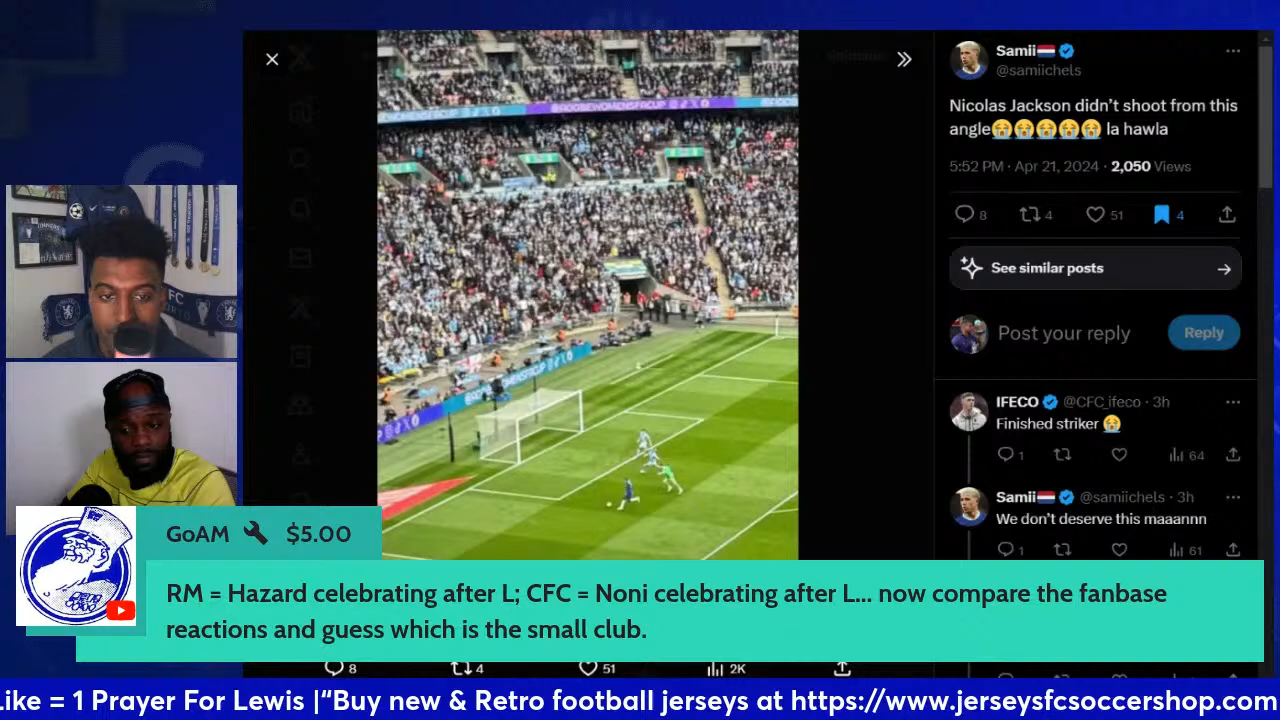 Samii
@samiichels
Nicolas Jackson didn't shoot from this
angle😭😭😭😭😭 la hawla
5:52 PM · Apr 21, 2024 · 2,050 Views
8
4
51
4
See similar posts
Post your reply
Reply
IFECO @CFC_ifeco · 3h
Finished striker 😭
1
64
Samii @samiichels · 3h
We don't deserve this maaannn
1
61
GoAM $5.00
RM = Hazard celebrating after L; CFC = Noni celebrating after L... now compare the fanbase
reactions and guess which is the small club.
8
4
51
2K
Like = 1 Prayer For Lewis |“Buy new & Retro football jerseys at https://www.jerseysfcsoccershop.com